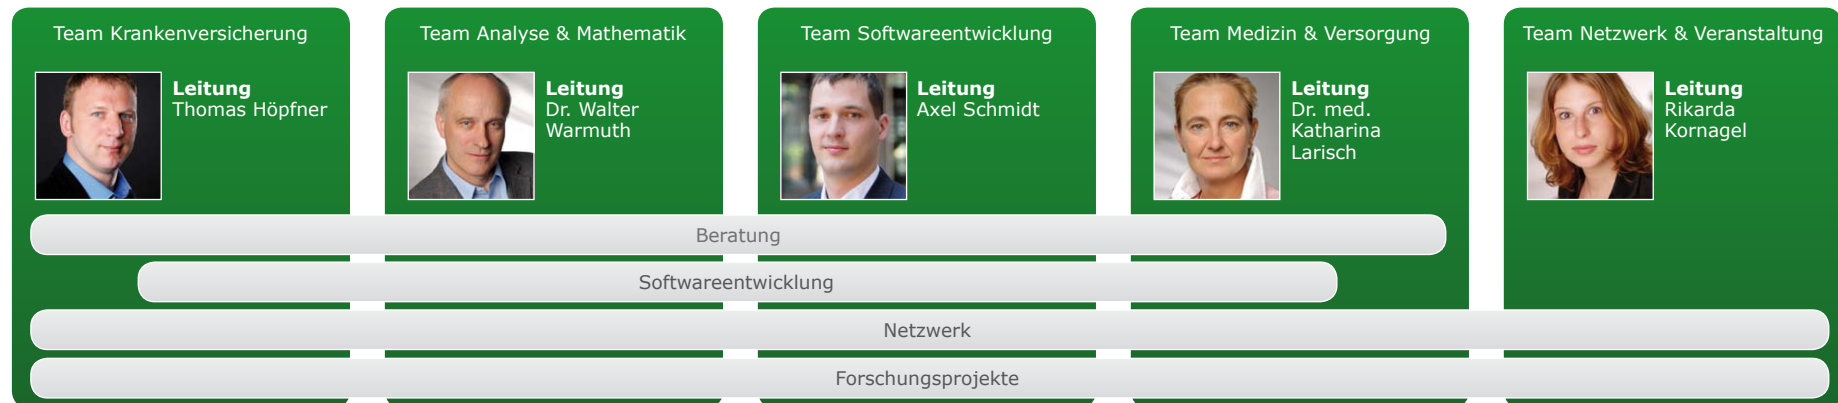 Team Krankenversicherung
Leitung
Thomas Höpfner
Team Analyse & Mathematik
Leitung
Dr. Walter
Warmuth
Team Softwareentwicklung
Leitung
Axel Schmidt
Team Medizin & Versorgung
Leitung
Dr. med.
Katharina
Larisch
Team Netzwerk & Veranstaltung
Leitung
Rikarda
Kornagel
Beratung
Softwareentwicklung
Netzwerk
Forschungsprojekte